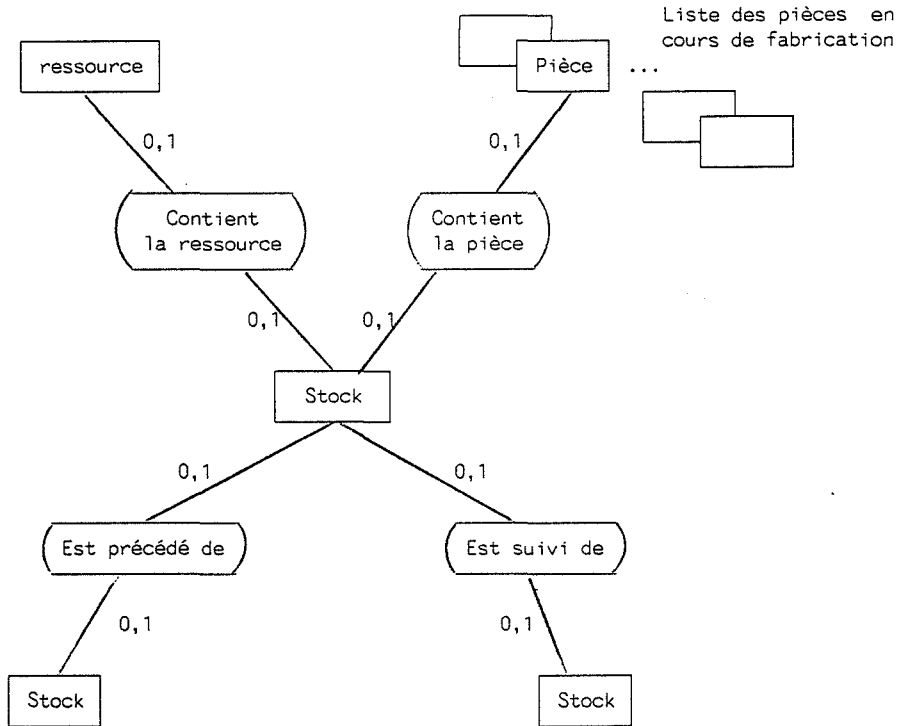 Liste des pièces en
cours de fabrication
ressource
Pièce ...
0,1
0,1
Contient
la ressource
Contient
la pièce
0,1
0,1
Stock
0,1
0,1
Est précédé de
Est suivi de
0,1
0,1
Stock
Stock